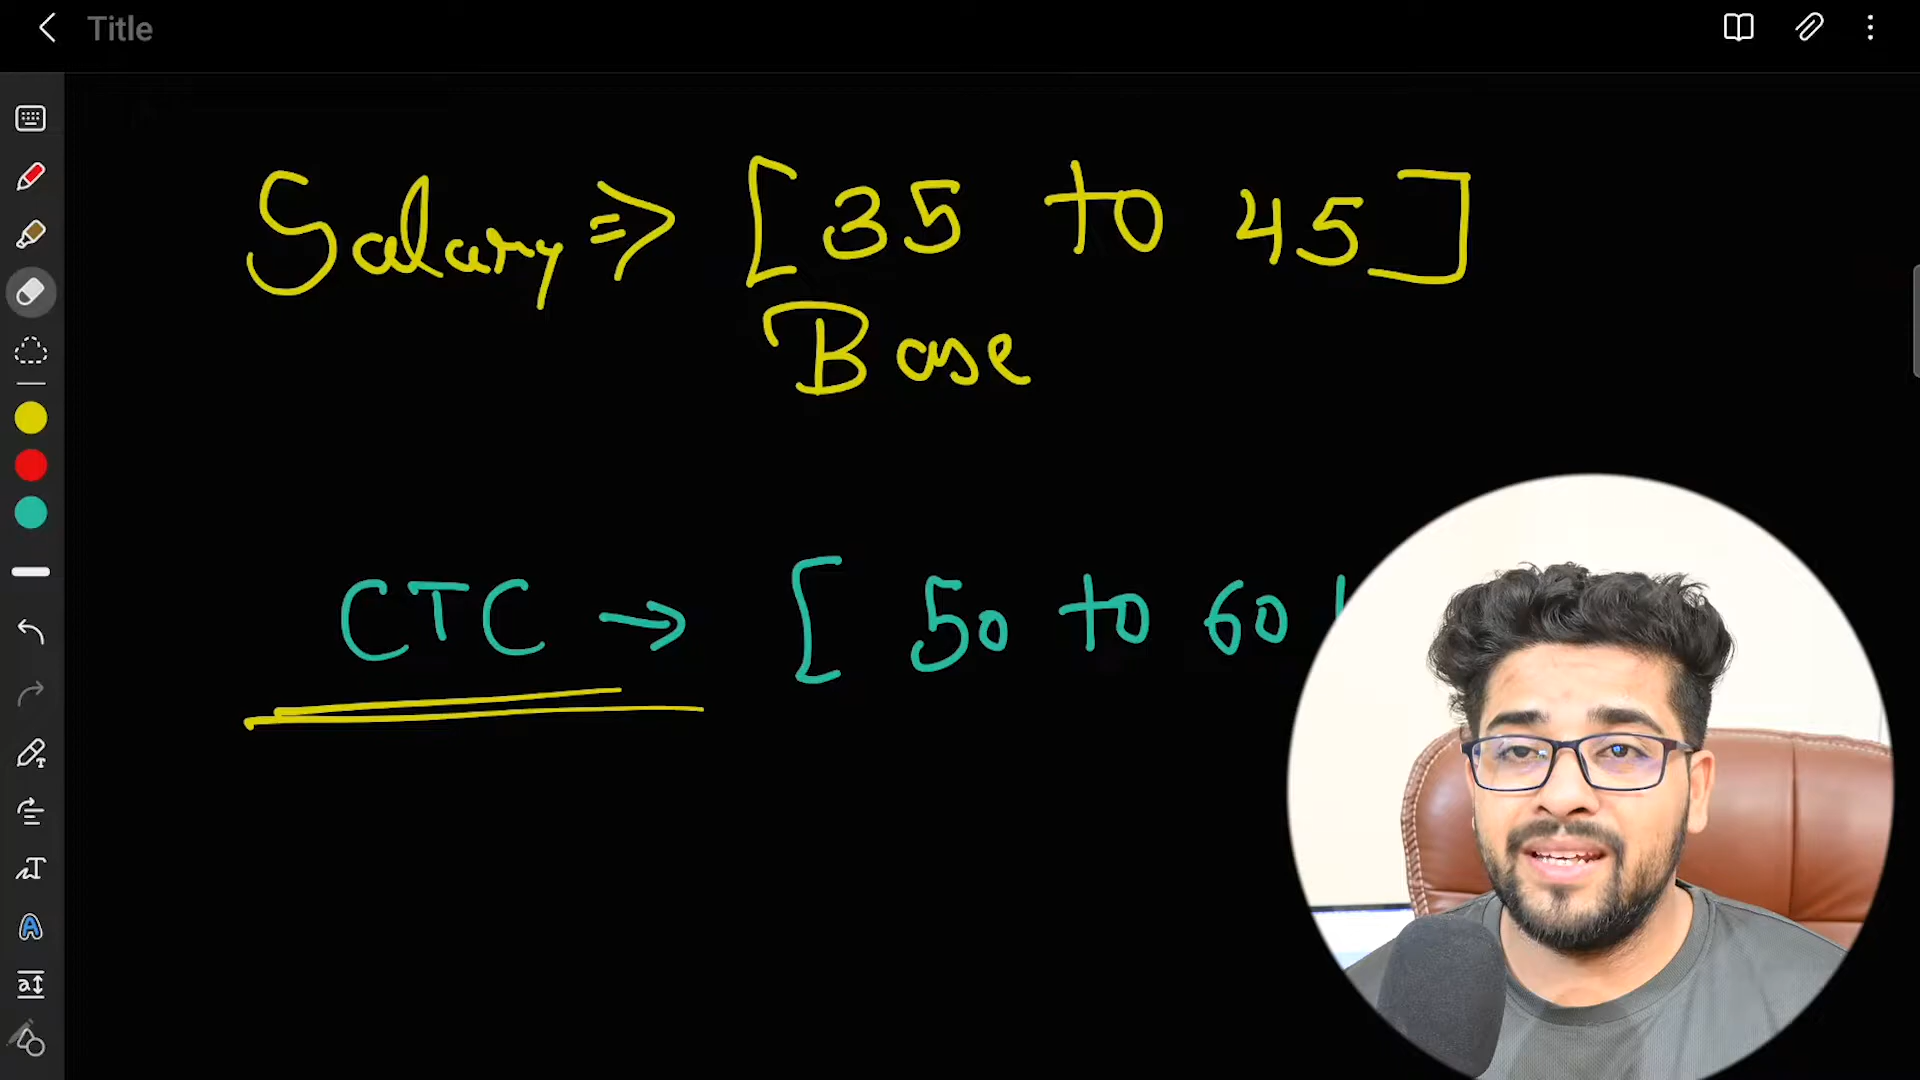 Title
Salary => [35 to 45]
Base
CTC → [ 50 to 60